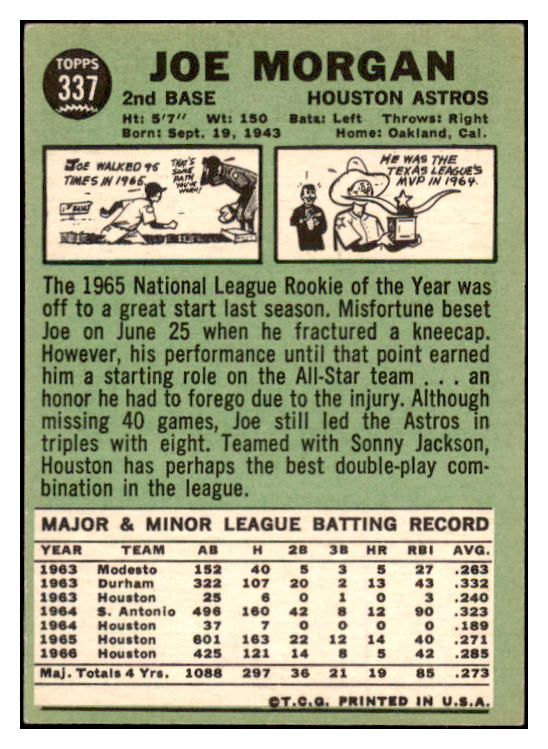 TOPPS
337
JOE MORGAN
2nd BASE HOUSTON ASTROS
Ht: 5'7" Wt: 150 Bats: Left Throws: Right
Born: Sept. 19, 1943 Home: Oakland, Cal.
JOE WALKED 95
TIMES IN 1965.
THAT'S
SOME
PATH
YOU'VE
WORN!
1ST BASE
HE WAS THE
TEXAS LEAGUE'S
MVP IN 1964.
The 1965 National League Rookie of the Year was
off to a great start last season. Misfortune beset
Joe on June 25 when he fractured a kneecap.
However, his performance until that point earned
him a starting role on the All-Star team . . . an
honor he had to forego due to the injury. Although
missing 40 games, Joe still led the Astros in
triples with eight. Teamed with Sonny Jackson,
Houston has perhaps the best double-play com-
bination in the league.
MAJOR & MINOR LEAGUE BATTING RECORD
YEAR TEAM AB H 2B 3B HR RBI AVG.
1963 Modesto 152 40 5 3 5 27 .263
1963 Durham 322 107 20 2 13 43 .332
1963 Houston 25 6 0 1 0 3 .240
1964 S. Antonio 496 160 42 8 12 90 .323
1964 Houston 37 7 0 0 0 0 .189
1965 Houston 601 163 22 12 14 40 .271
1966 Houston 425 121 14 8 5 42 .285
Maj. Totals 4 Yrs. 1088 297 36 21 19 85 .273
©T.C.G. PRINTED IN U.S.A.